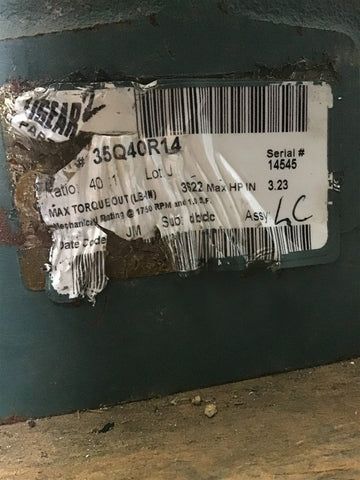 # 35Q40R14
Serial #
14545
Ratio: 40 :1 Lot J
3922 Max HP IN 3.23
MAX TORQUE OUT (LB-IN)
Mechanical Rating @ 1750 RPM and 1.0 S.F.
Date Code JM Sub: Assy: LC